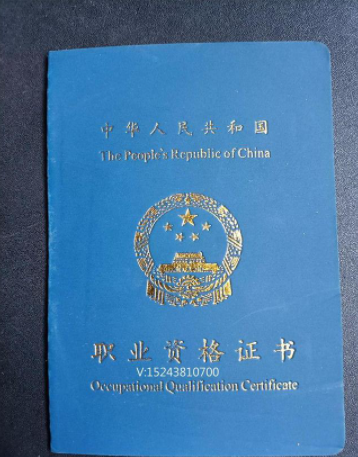 中华人民共和国
The People's Republic of China
职业资格证书
V:15243810700
Occupational Qualification Certificate